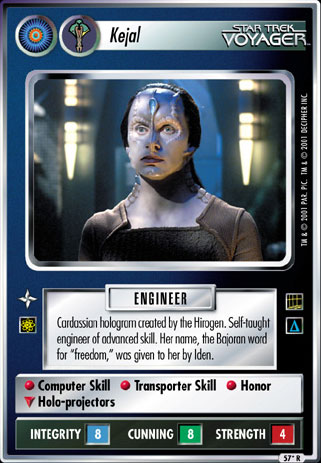 Kejal
STAR TREK
VOYAGER™
™ & © 2001 PAR. PIC. ™ & © 2001 DECIPHER INC.
ENGINEER
Cardassian hologram created by the Hirogen. Self-taught
engineer of advanced skill. Her name, the Bajoran word
for “freedom,” was given to her by Iden.
Computer Skill Transporter Skill Honor
Holo-projectors
INTEGRITY 8 CUNNING 8 STRENGTH 4
57* R